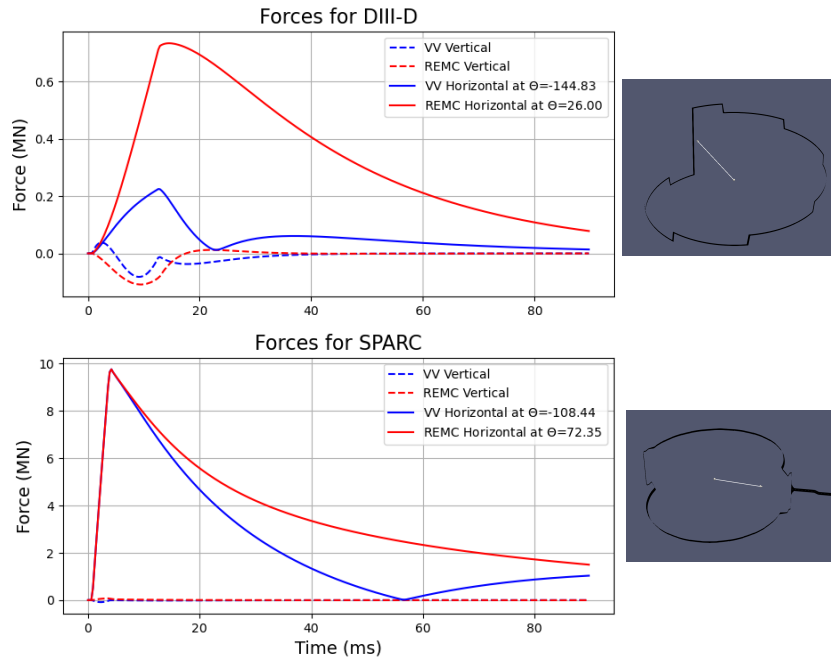 Forces for DIII-D
Force (MN)
0.6
0.4
0.2
0.0
VV Vertical
REMC Vertical
VV Horizontal at Θ=-144.83
REMC Horizontal at Θ=26.00
0 20 40 60 80
Forces for SPARC
Force (MN)
10
8
6
4
2
0
VV Vertical
REMC Vertical
VV Horizontal at Θ=-108.44
REMC Horizontal at Θ=72.35
0 20 40 60 80
Time (ms)